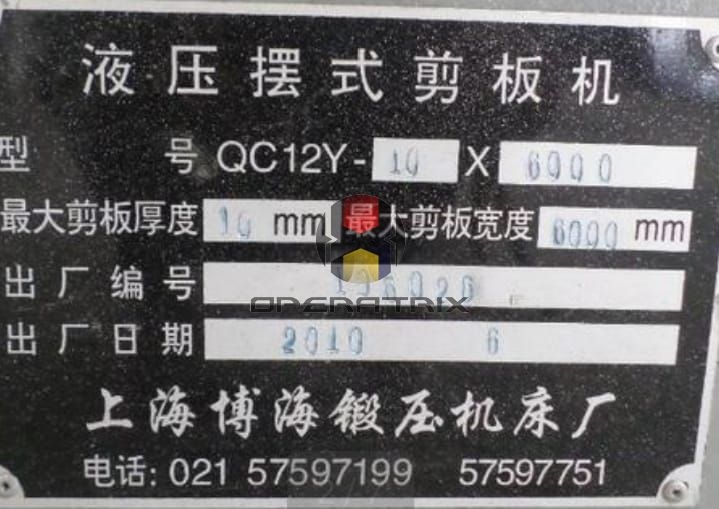 液压摆式剪板机
型 号 QC12Y-10 X 6000
最大剪板厚度 10 mm 最大剪板宽度 6000 mm
出厂编号
OPERATRIX
出厂日期 2010 6
上海博海锻压机床厂
电话: 021 57597199 57597751